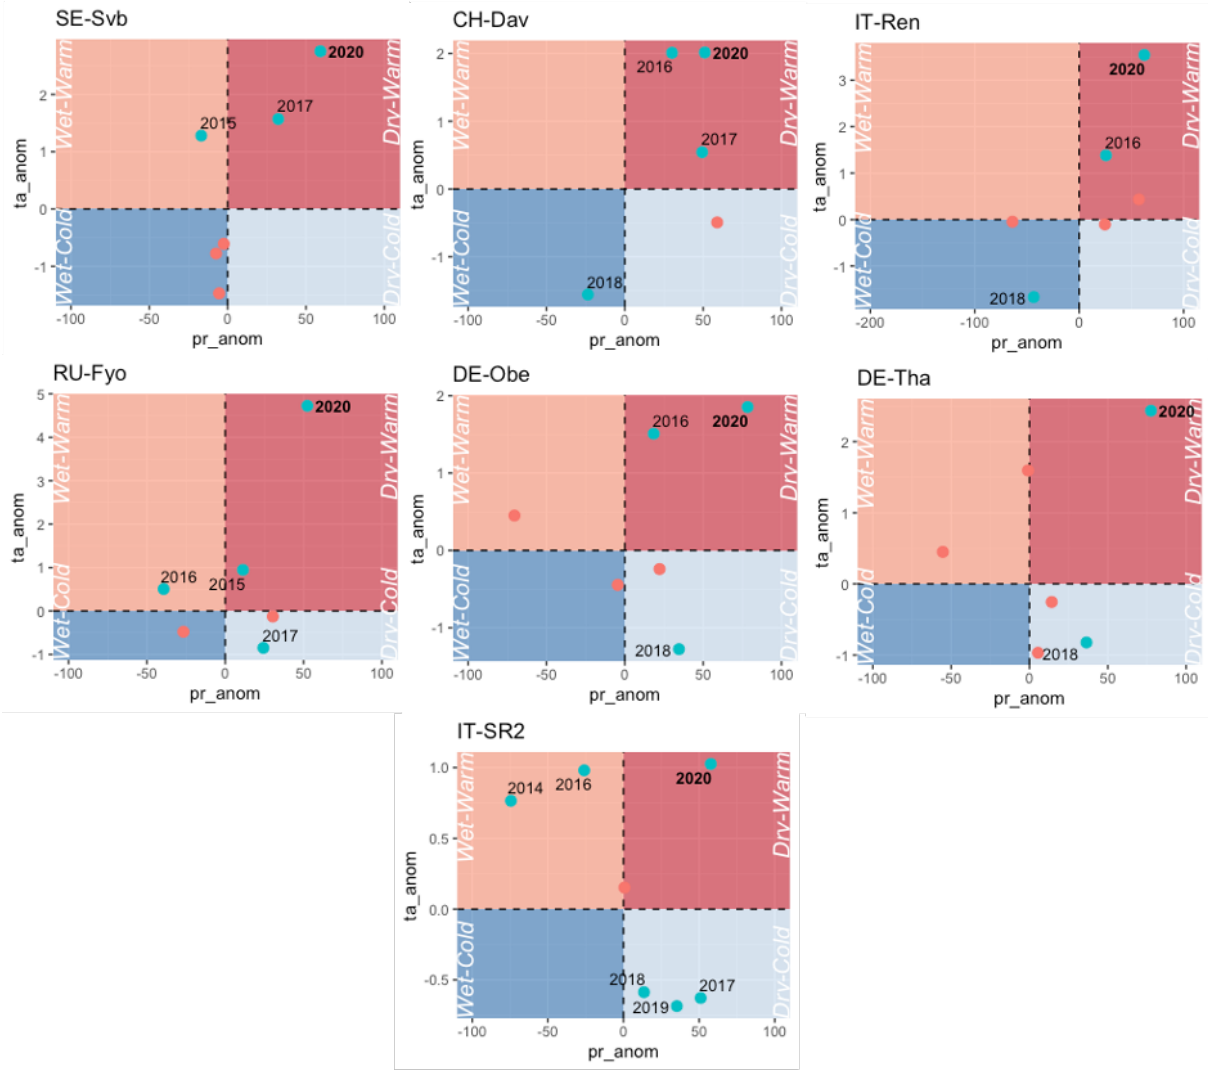 SE-Svb
CH-Dav
IT-Ren
ta_anom
2
1
0
-1
Wet-Warm
Dry-Warm
Wet-Cold
Dry-Cold
2020
2017
2015
-100
-50
0
50
100
pr_anom
ta_anom
2
1
0
-1
Wet-Warm
Dry-Warm
Wet-Cold
Dry-Cold
2016
2020
2017
2018
-100
-50
0
50
100
pr_anom
ta_anom
3
2
1
0
-1
Wet-Warm
Dry-Warm
Wet-Cold
Dry-Cold
2020
2016
2018
-200
-100
0
100
pr_anom
RU-Fyo
DE-Obe
DE-Tha
ta_anom
5
4
3
2
1
0
-1
Wet-Warm
Dry-Warm
Wet-Cold
Dry-Cold
2020
2016
2015
2017
-100
-50
0
50
100
pr_anom
ta_anom
2
1
0
-1
Wet-Warm
Dry-Warm
Wet-Cold
Dry-Cold
2016
2020
2018
-100
-50
0
50
100
pr_anom
ta_anom
2
1
0
-1
Wet-Warm
Dry-Warm
Wet-Cold
Dry-Cold
2020
2018
-100
-50
0
50
100
pr_anom
IT-SR2
ta_anom
1.0
0.5
0.0
-0.5
Wet-Warm
Dry-Warm
Wet-Cold
Dry-Cold
2014
2016
2020
2018
2017
2019
-100
-50
0
50
100
pr_anom